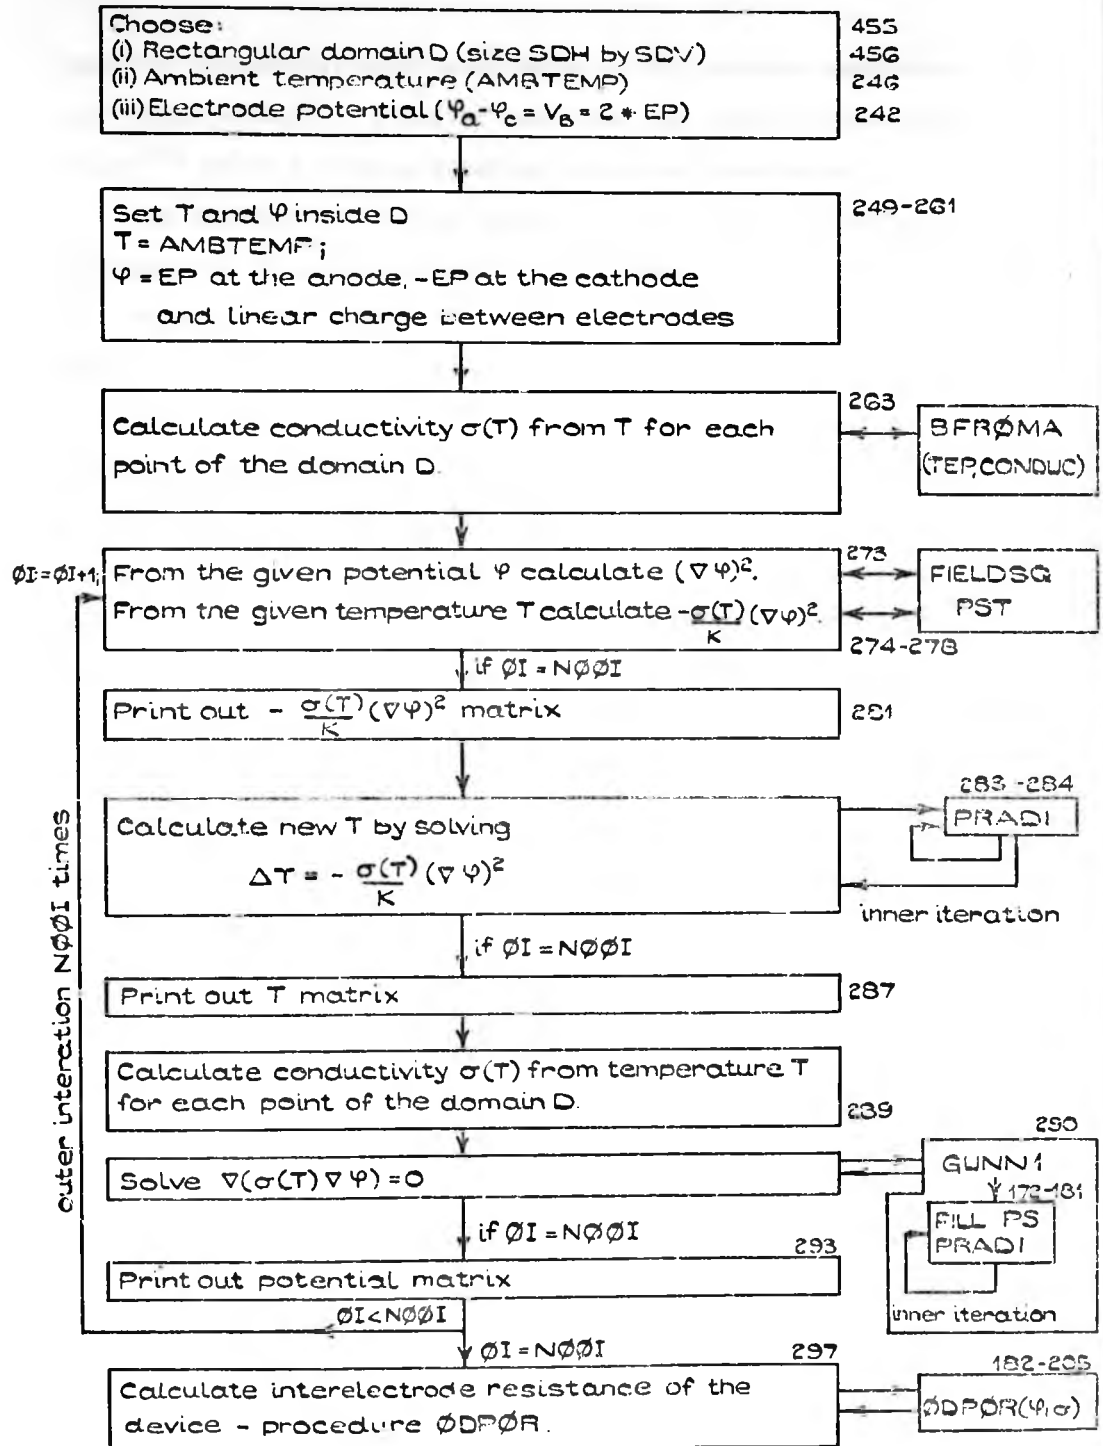 Choose:
(i) Rectangular domain D (size SDH by SDV)
(ii) Ambient temperature (AMBTEMP)
(iii) Electrode potential (φa-φc = VB = 2 * EP)
455
456
246
242
Set T and φ inside D
T = AMBTEMP;
φ = EP at the anode, -EP at the cathode
and linear charge between electrodes
249-261
Calculate conductivity σ(T) from T for each
point of the domain D.
263
BFRØMA
(TEP,CONDUC)
ØI:=ØI+1;
From the given potential φ calculate (∇φ)².
From the given temperature T calculate -σ(T)/K (∇φ)².
273
FIELDSQ
PST
274-278
if ØI = NØØI
Print out - σ(T)/K (∇φ)² matrix
281
Calculate new T by solving
ΔT = - σ(T)/K (∇φ)²
283-284
PRADI
inner iteration
if ØI = NØØI
Print out T matrix
287
Calculate conductivity σ(T) from temperature T
for each point of the domain D.
289
Solve ∇(σ(T)∇φ)=0
290
GUNN1
172-181
FILL PS
PRADI
inner iteration
if ØI = NØØI
293
Print out potential matrix
ØI<NØØI
outer interation NØØI times
ØI = NØØI
297
Calculate interelectrode resistance of the
device - procedure ØDPØR.
182-205
ØDPØR(φ,σ)